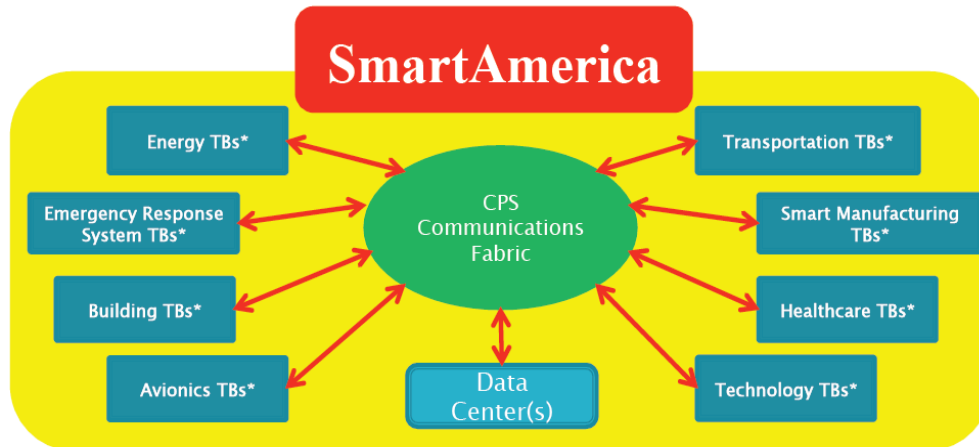 SmartAmerica
Energy TBs*
Transportation TBs*
Emergency Response
System TBs*
CPS
Communications
Fabric
Smart Manufacturing
TBs*
Building TBs*
Healthcare TBs*
Avionics TBs*
Data
Center(s)
Technology TBs*